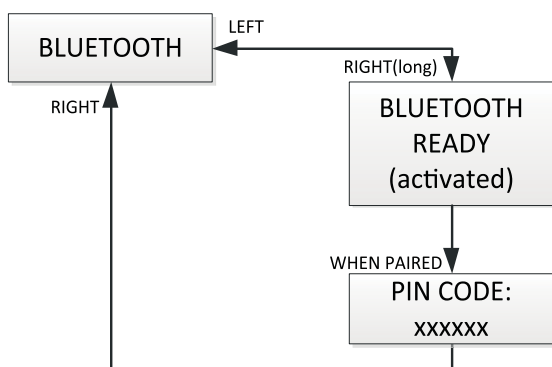 BLUETOOTH
LEFT
RIGHT(long)
RIGHT
BLUETOOTH
READY
(activated)
WHEN PAIRED
PIN CODE:
xxxxxx